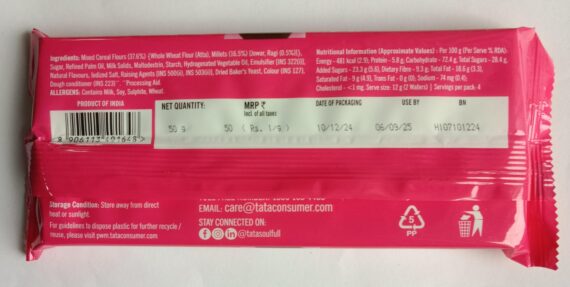 Ingredients: Mixed Cereal Flours (37.6%) {Whole Wheat Flour (Atta), Millets (16.5%) [Jowar, Ragi (0.5%)]},
Sugar, Refined Palm Oil, Milk Solids, Maltodextrin, Starch, Hydrogenated Vegetable Oil, Emulsifier [INS 322(i)],
Natural Flavours, Iodized Salt, Raising Agents [INS 500(ii), INS 503(ii)], Dried Baker's Yeast, Colour (INS 127),
Dough conditioner (INS 223)** **Processing Aid.
ALLERGENS: Contains Milk, Soy, Sulphite, Wheat
PRODUCT OF INDIA
8 906113 401648
Nutritional Information (Approximate Values) : Per 100 g (Per Serve % RDA):
Energy - 481 kcal (2.9), Protein - 5.8 g, Carbohydrate - 72.4 g, Total Sugars - 28.4 g,
Added Sugars - 23.3 g (5.6), Dietary Fibre - 9.3 g, Total Fat - 18.6 g (3.3),
Saturated Fat - 9 g (4.9), Trans Fat - 0 g (0), Sodium - 74 mg (0.4);
Cholesterol - <1 mg. Serve size: 12 g (2 Wafers) | Servings per pack: 4
NET QUANTITY:
50 g
MRP ₹
Incl. of all taxes
50 ( Rs. 1/g )
DATE OF PACKAGING
10/12/24
USE BY
06/09/25
BN
H107101224
Storage Condition: Store away from direct
heat or sunlight.
For guidelines to dispose plastic for further recycle /
reuse, please visit pwm.tataconsumer.com
EMAIL: care@tataconsumer.com
STAY CONNECTED ON:
@tatasoulfull
5
PP